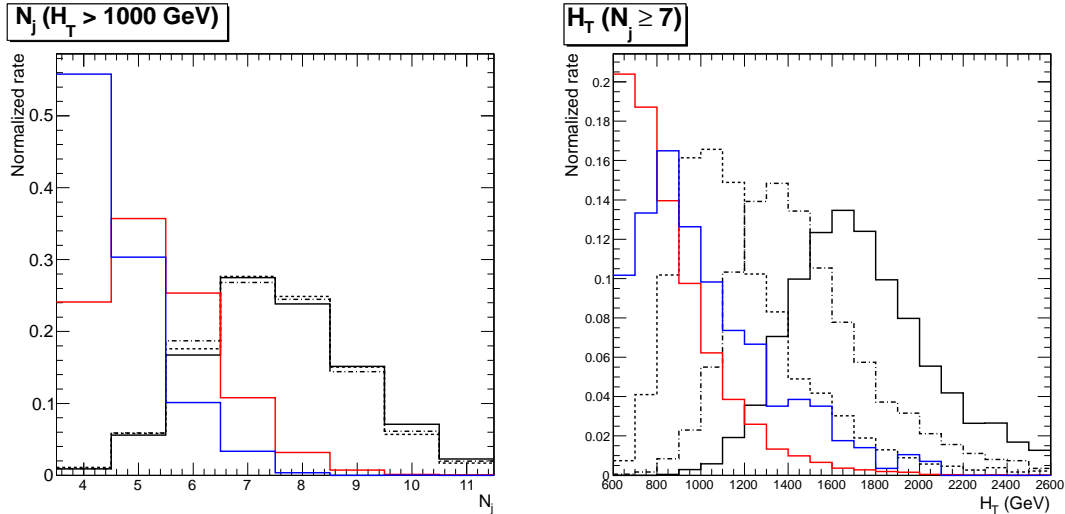 N_j (H_T > 1000 GeV)
Normalized rate
0.5
0.4
0.3
0.2
0.1
0
4 5 6 7 8 9 10 11
N_j
H_T (N_j ≥ 7)
Normalized rate
0.2
0.18
0.16
0.14
0.12
0.1
0.08
0.06
0.04
0.02
0
600 800 1000 1200 1400 1600 1800 2000 2200 2400 2600
H_T (GeV)